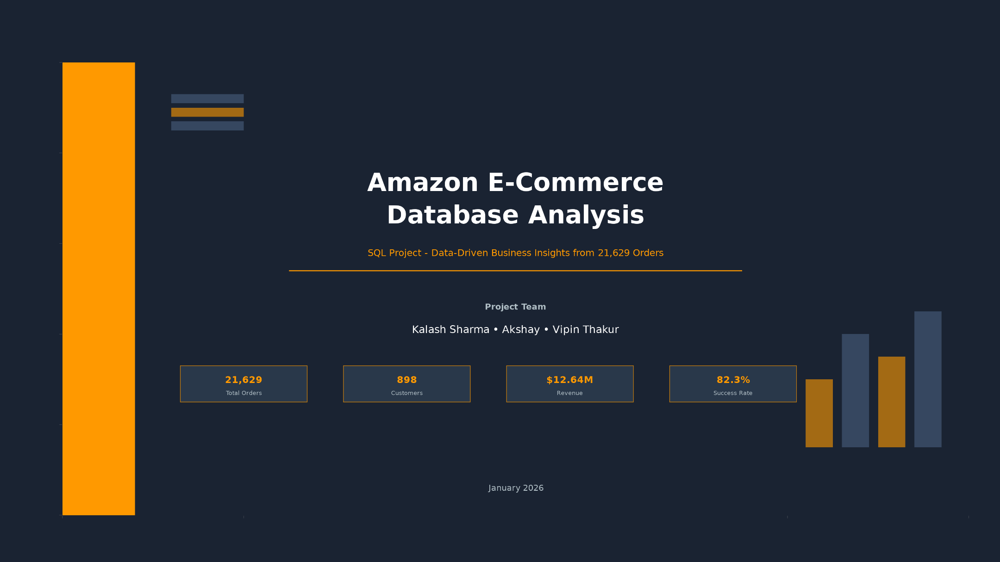 Amazon E-Commerce
Database Analysis
SQL Project - Data-Driven Business Insights from 21,629 Orders
Project Team
Kalash Sharma • Akshay • Vipin Thakur
21,629
Total Orders
898
Customers
$12.64M
Revenue
82.3%
Success Rate
January 2026